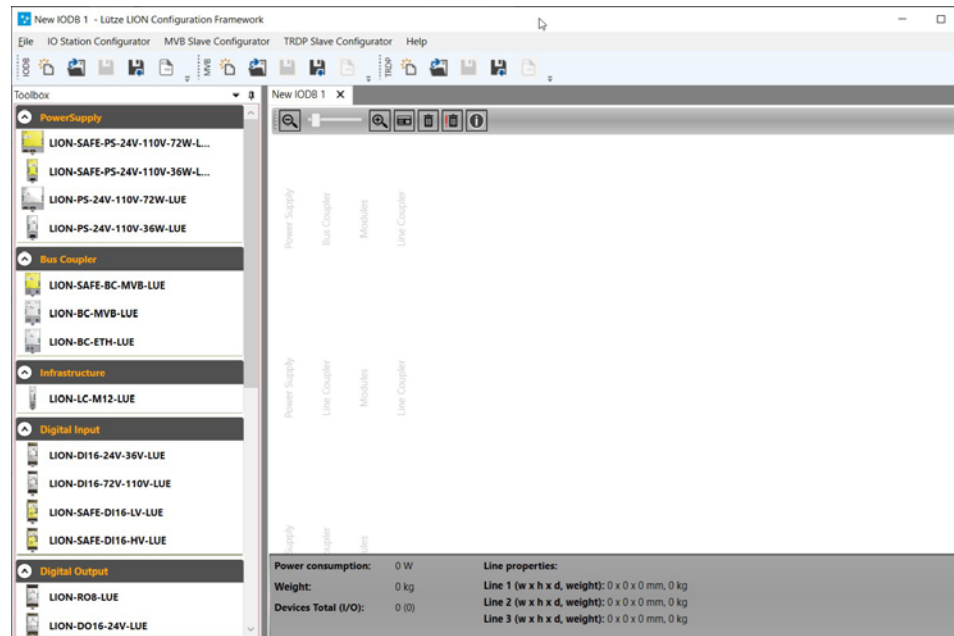 New IODB 1 - Lütze LION Configuration Framework
File IO Station Configurator MVB Slave Configurator TRDP Slave Configurator Help
IODB MVB TRDP
Toolbox
New IODB 1 X
PowerSupply
LION-SAFE-PS-24V-110V-72W-L...
LION-SAFE-PS-24V-110V-36W-L...
LION-PS-24V-110V-72W-LUE
LION-PS-24V-110V-36W-LUE
Bus Coupler
LION-SAFE-BC-MVB-LUE
LION-BC-MVB-LUE
LION-BC-ETH-LUE
Infrastructure
LION-LC-M12-LUE
Digital Input
LION-DI16-24V-36V-LUE
LION-DI16-72V-110V-LUE
LION-SAFE-DI16-LV-LUE
LION-SAFE-DI16-HV-LUE
Digital Output
LION-RO8-LUE
LION-DO16-24V-LUE
Power Supply
Bus Coupler
Modules
Line Coupler
Power Supply
Line Coupler
Modules
Line Coupler
Supply
oupler
ules
Power consumption: 0 W
Weight: 0 kg
Devices Total (I/O): 0 (0)
Line properties:
Line 1 (w x h x d, weight): 0 x 0 x 0 mm, 0 kg
Line 2 (w x h x d, weight): 0 x 0 x 0 mm, 0 kg
Line 3 (w x h x d, weight): 0 x 0 x 0 mm, 0 kg